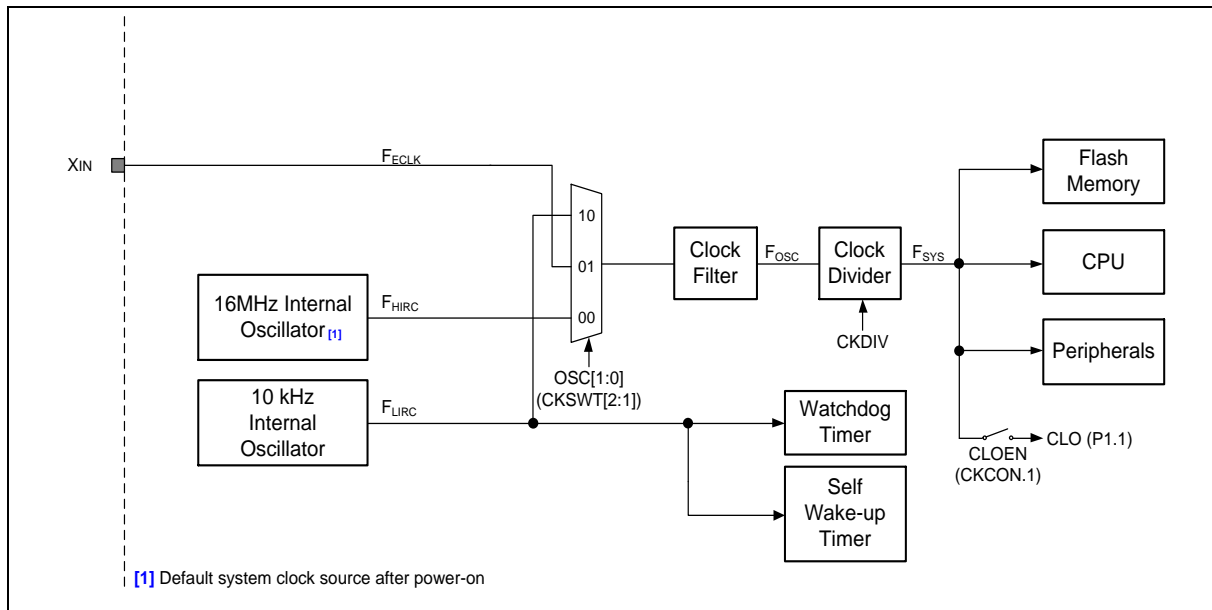 XIN
FECLK
10
01
00
16MHz Internal
Oscillator [1]
FHIRC
OSC[1:0]
(CKSWT[2:1])
10 kHz
Internal
Oscillator
FLIRC
Clock
Filter
FOSC
Clock
Divider
CKDIV
FSYS
Flash
Memory
CPU
Peripherals
CLO (P1.1)
CLOEN
(CKCON.1)
Watchdog
Timer
Self
Wake-up
Timer
[1] Default system clock source after power-on